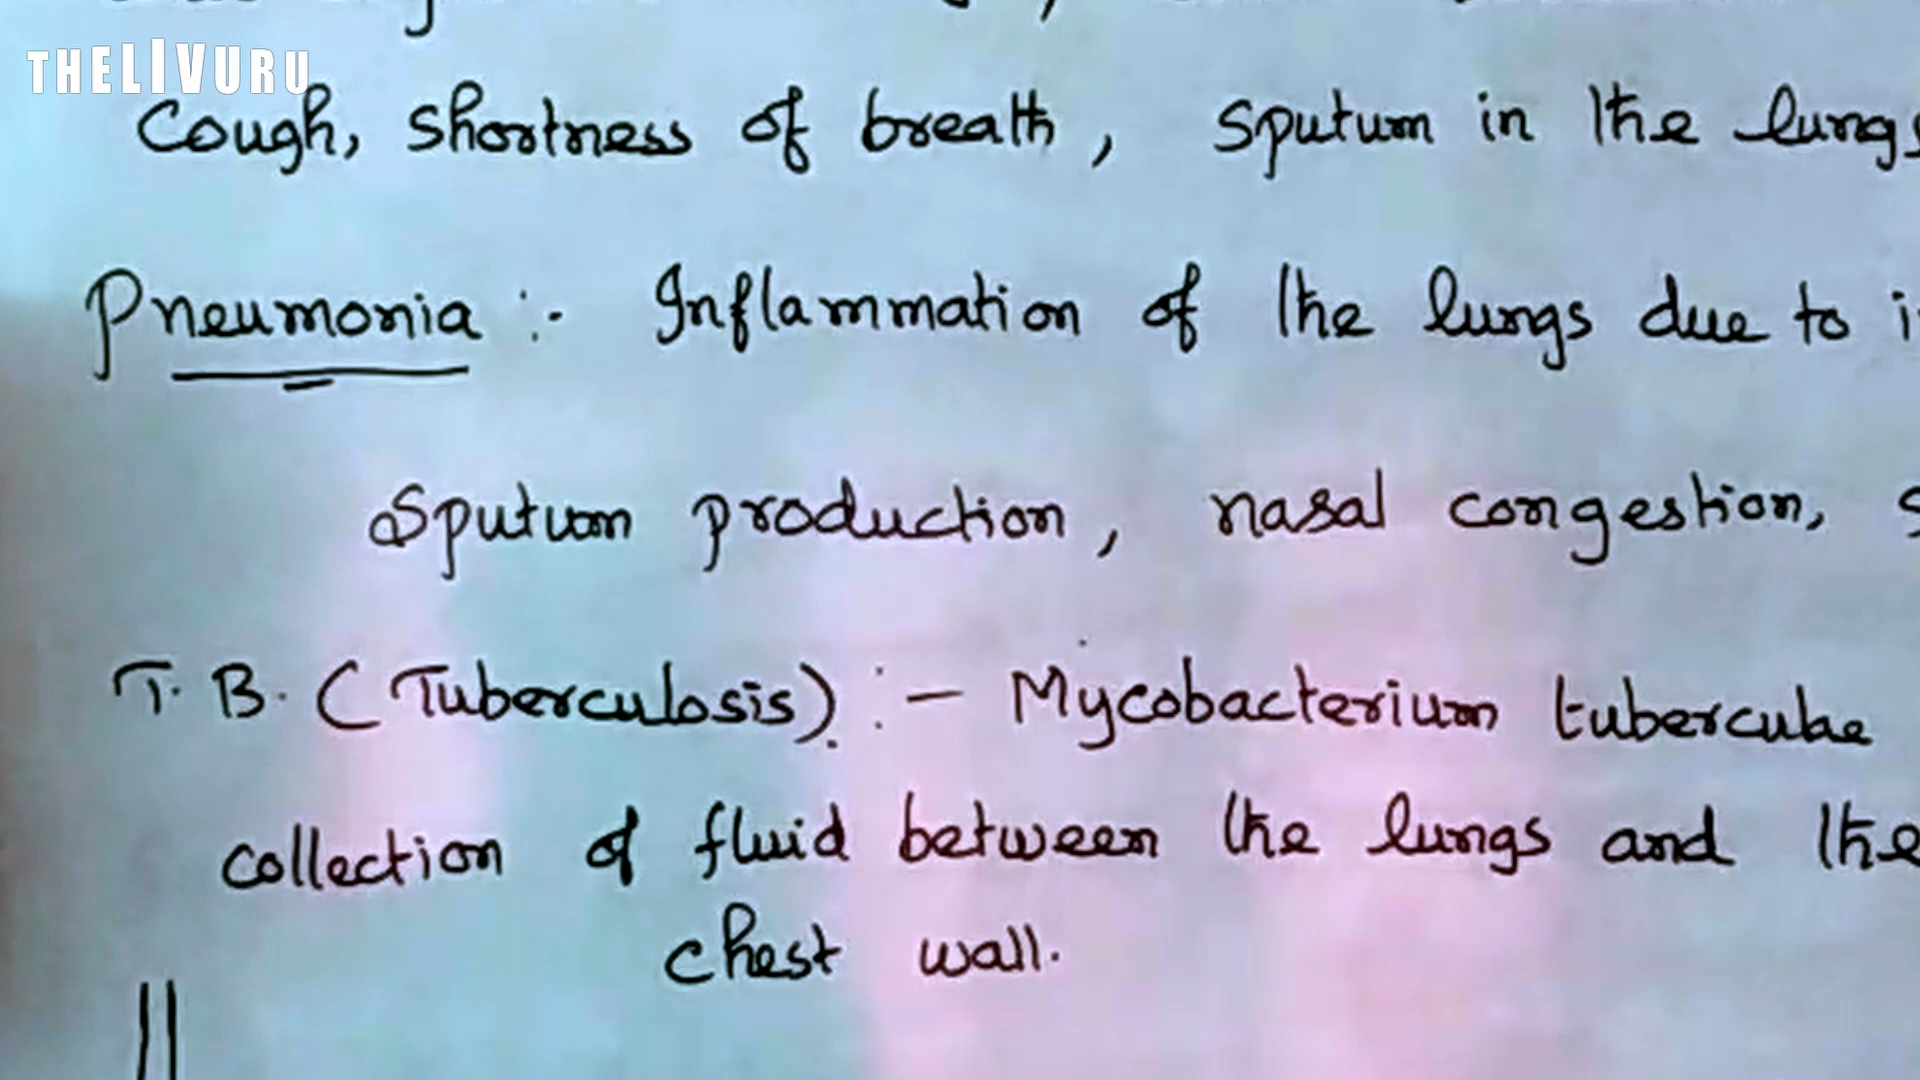 THELIVURU
Cough, Shortness of breath, Sputum in the lungs
Pneumonia :- Inflammation of the lungs due to
Sputum production, nasal congestion,
T. B. (Tuberculosis) :- Mycobacterium tubercule
collection of fluid between the lungs and the
chest wall.